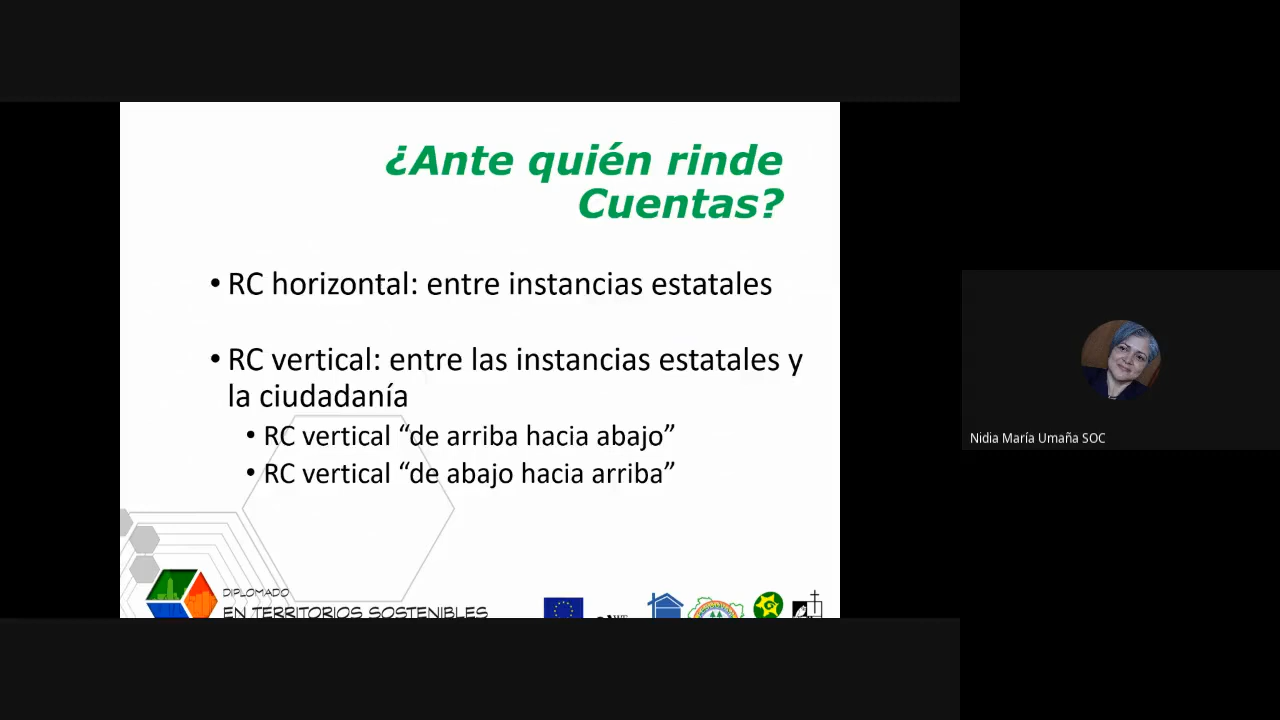 ¿Ante quién rinde
Cuentas?
• RC horizontal: entre instancias estatales
• RC vertical: entre las instancias estatales y
la ciudadanía
• RC vertical “de arriba hacia abajo”
• RC vertical “de abajo hacia arriba”
DIPLOMADO
EN TERRITORIOS SOSTENIBLES
Nidia María Umaña SOC